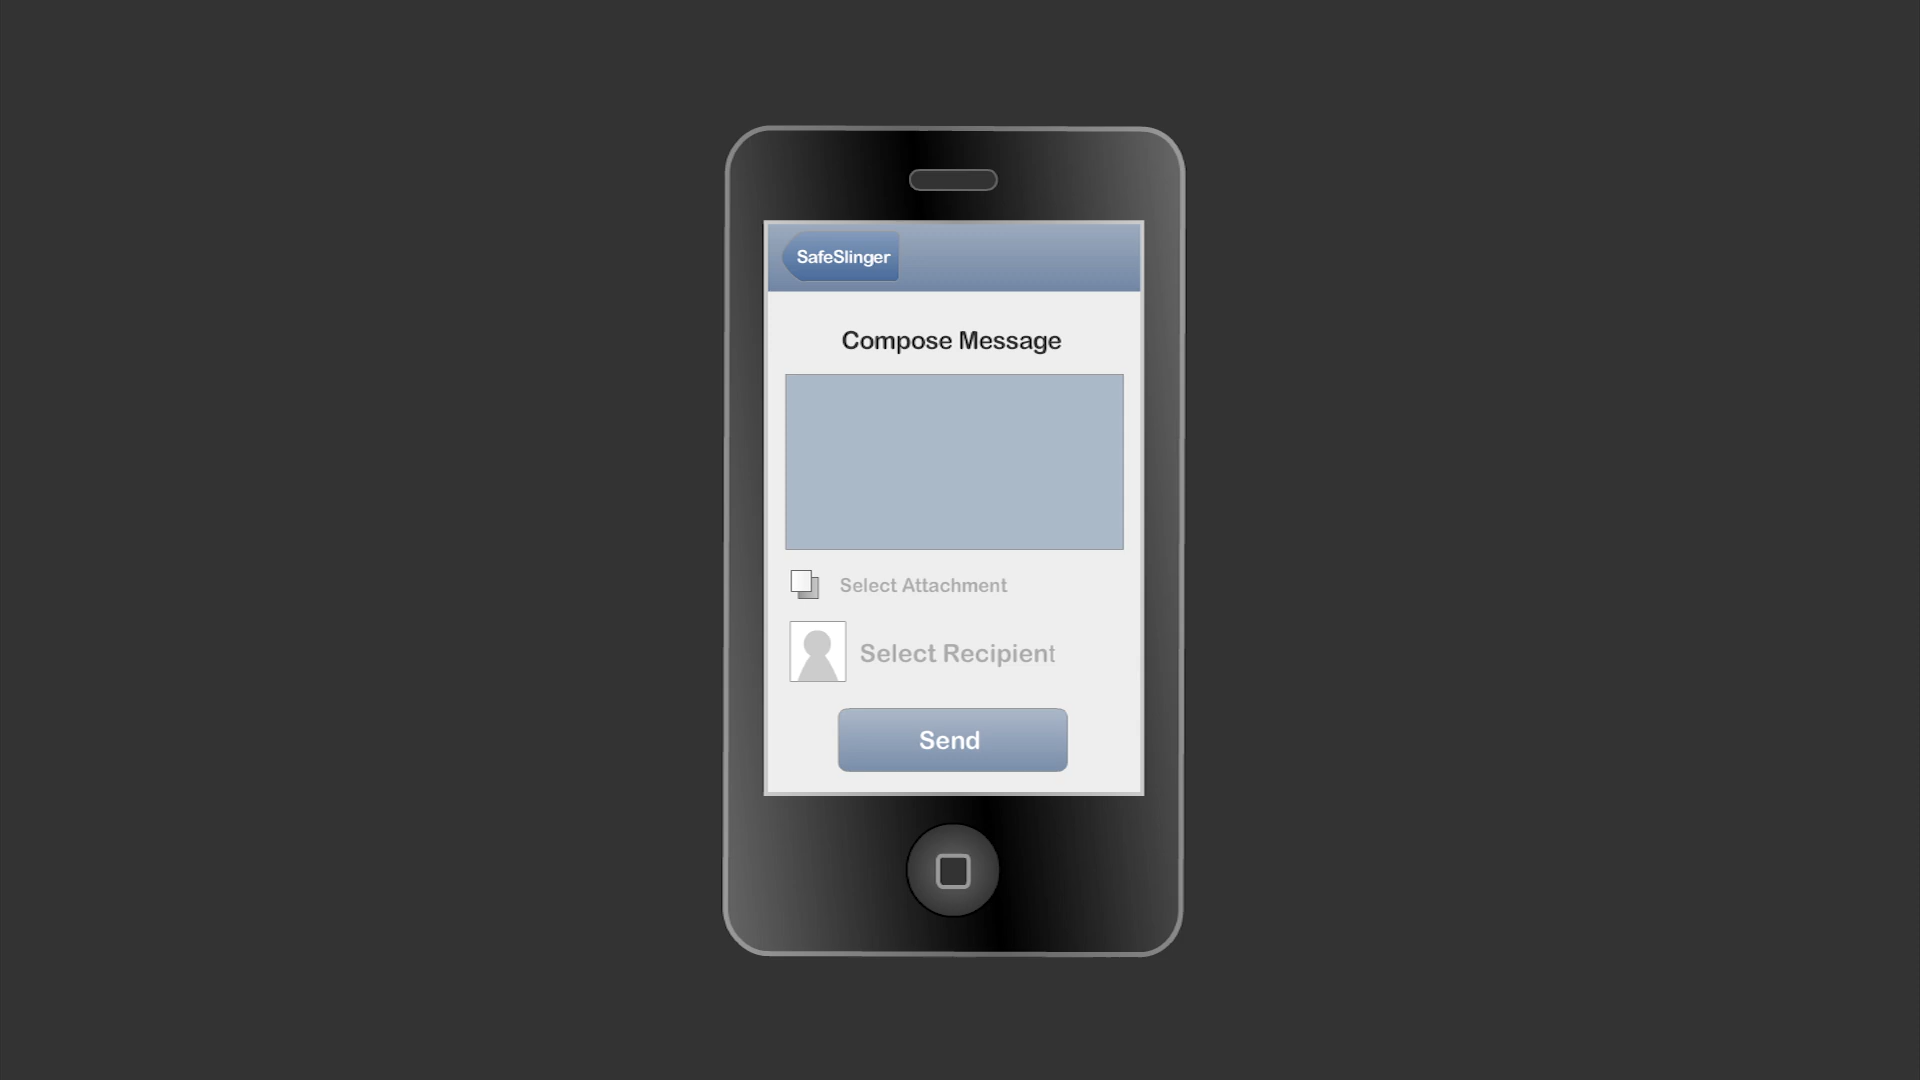 SafeSlinger
Compose Message
Select Attachment
Select Recipient
Send